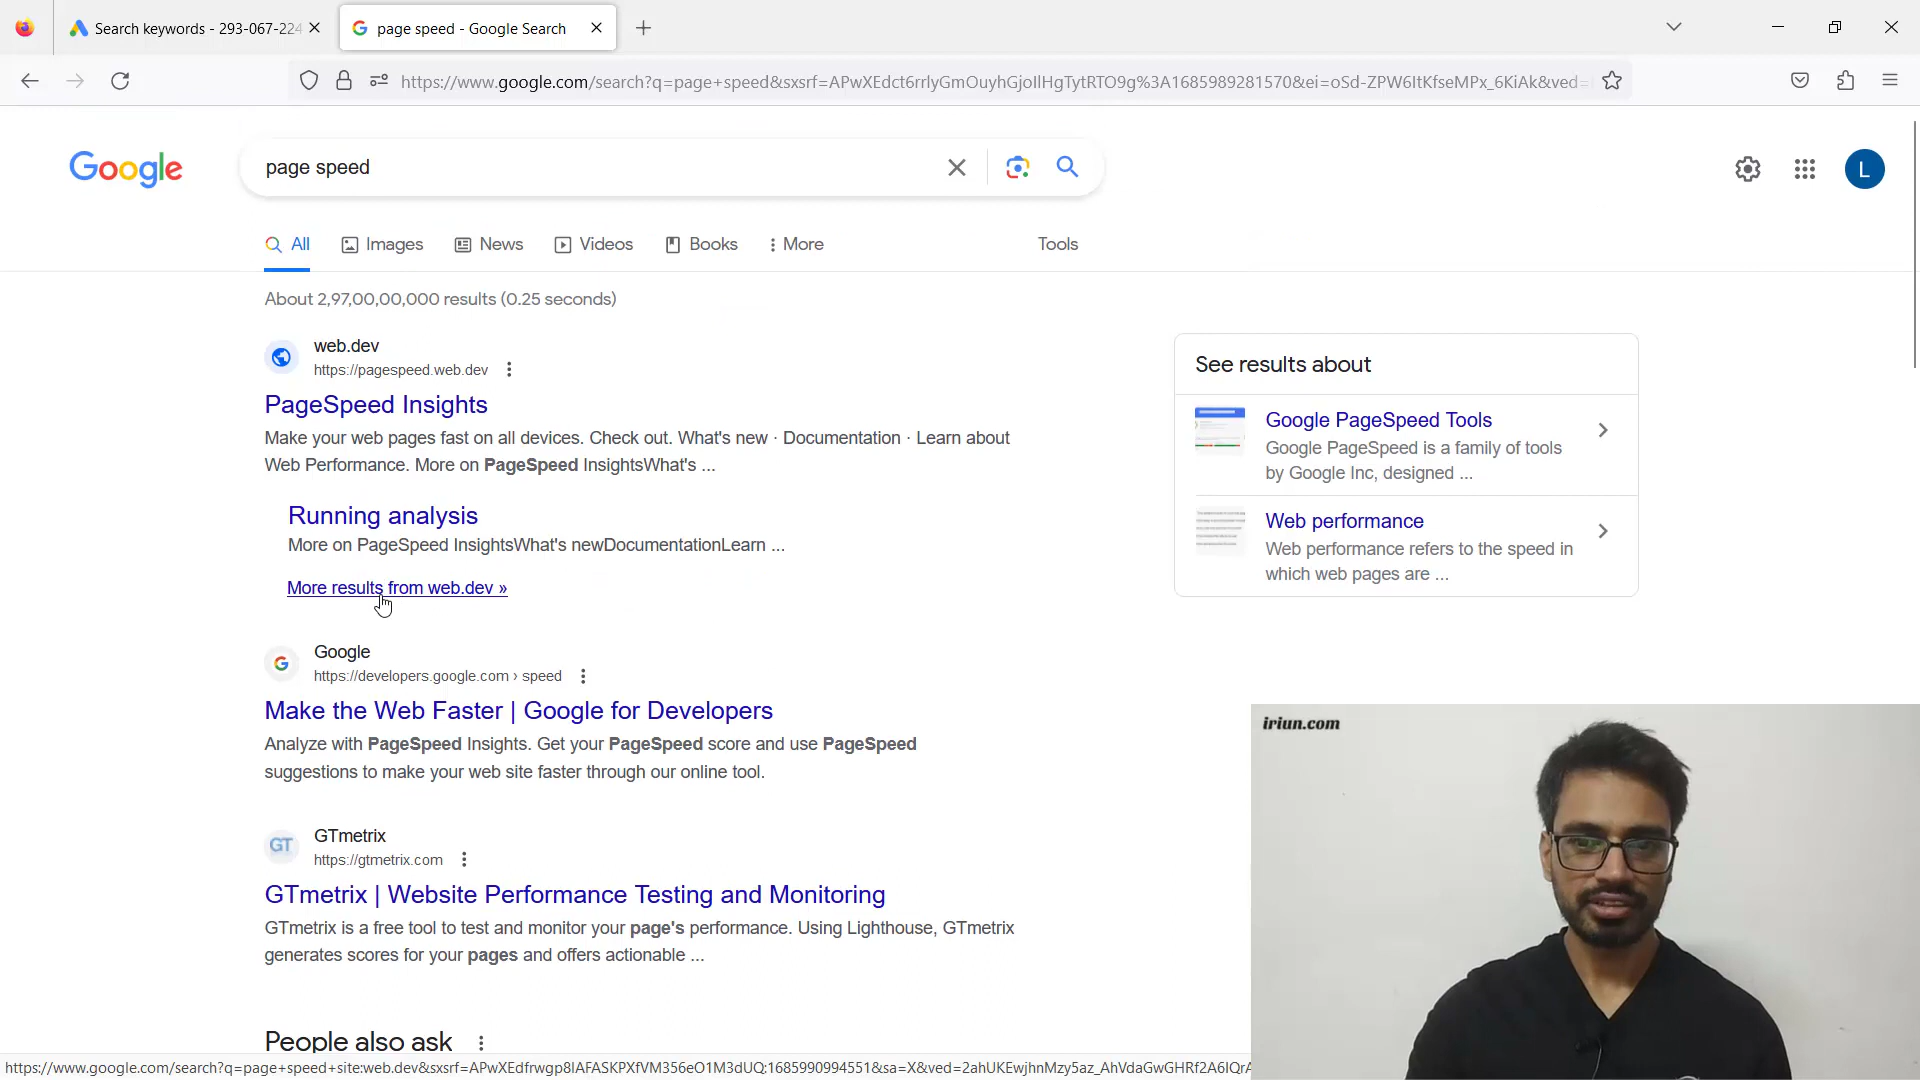 Search keywords - 293-067-224
page speed - Google Search
https://www.google.com/search?q=page+speed&sxsrf=APwXEdct6rrlyGmOuyhGjoIlHgTytRTO9g%3A1685989281570&ei=oSd-ZPW6ItKfseMPx_6KiAk&ved=
Google
page speed
All
Images
News
Videos
Books
More
Tools
L
About 2,97,00,00,000 results (0.25 seconds)
web.dev
https://pagespeed.web.dev
PageSpeed Insights
Make your web pages fast on all devices. Check out. What's new · Documentation · Learn about
Web Performance. More on PageSpeed InsightsWhat's ...
Running analysis
More on PageSpeed InsightsWhat's newDocumentationLearn ...
More results from web.dev »
Google
https://developers.google.com › speed
Make the Web Faster | Google for Developers
Analyze with PageSpeed Insights. Get your PageSpeed score and use PageSpeed
suggestions to make your web site faster through our online tool.
GT
GTmetrix
https://gtmetrix.com
GTmetrix | Website Performance Testing and Monitoring
GTmetrix is a free tool to test and monitor your page's performance. Using Lighthouse, GTmetrix
generates scores for your pages and offers actionable ...
People also ask
See results about
Google PageSpeed Tools
Google PageSpeed is a family of tools
by Google Inc, designed ...
Web performance
Web performance refers to the speed in
which web pages are ...
iriun.com
https://www.google.com/search?q=page+speed+site:web.dev&sxsrf=APwXEdfrwgp8IAFASKPXfVM356eO1M3dUQ:1685990994551&sa=X&ved=2ahUKEwjhnMzy5az_AhVdaGwGHRf2A6IQrA